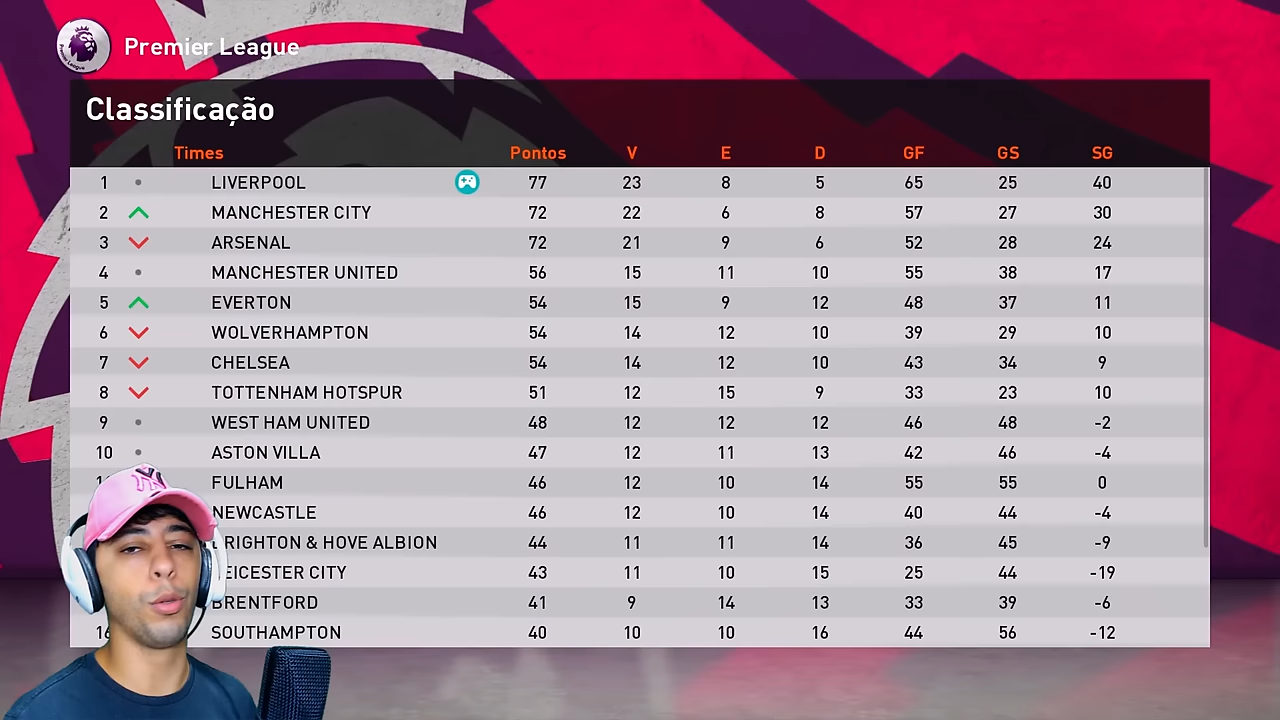 Premier League
Classificação
Times Pontos V E D GF GS SG
1 LIVERPOOL 77 23 8 5 65 25 40
2 MANCHESTER CITY 72 22 6 8 57 27 30
3 ARSENAL 72 21 9 6 52 28 24
4 MANCHESTER UNITED 56 15 11 10 55 38 17
5 EVERTON 54 15 9 12 48 37 11
6 WOLVERHAMPTON 54 14 12 10 39 29 10
7 CHELSEA 54 14 12 10 43 34 9
8 TOTTENHAM HOTSPUR 51 12 15 9 33 23 10
9 WEST HAM UNITED 48 12 12 12 46 48 -2
10 ASTON VILLA 47 12 11 13 42 46 -4
FULHAM 46 12 10 14 55 55 0
NEWCASTLE 46 12 10 14 40 44 -4
BRIGHTON & HOVE ALBION 44 11 11 14 36 45 -9
LEICESTER CITY 43 11 10 15 25 44 -19
BRENTFORD 41 9 14 13 33 39 -6
16 SOUTHAMPTON 40 10 10 16 44 56 -12